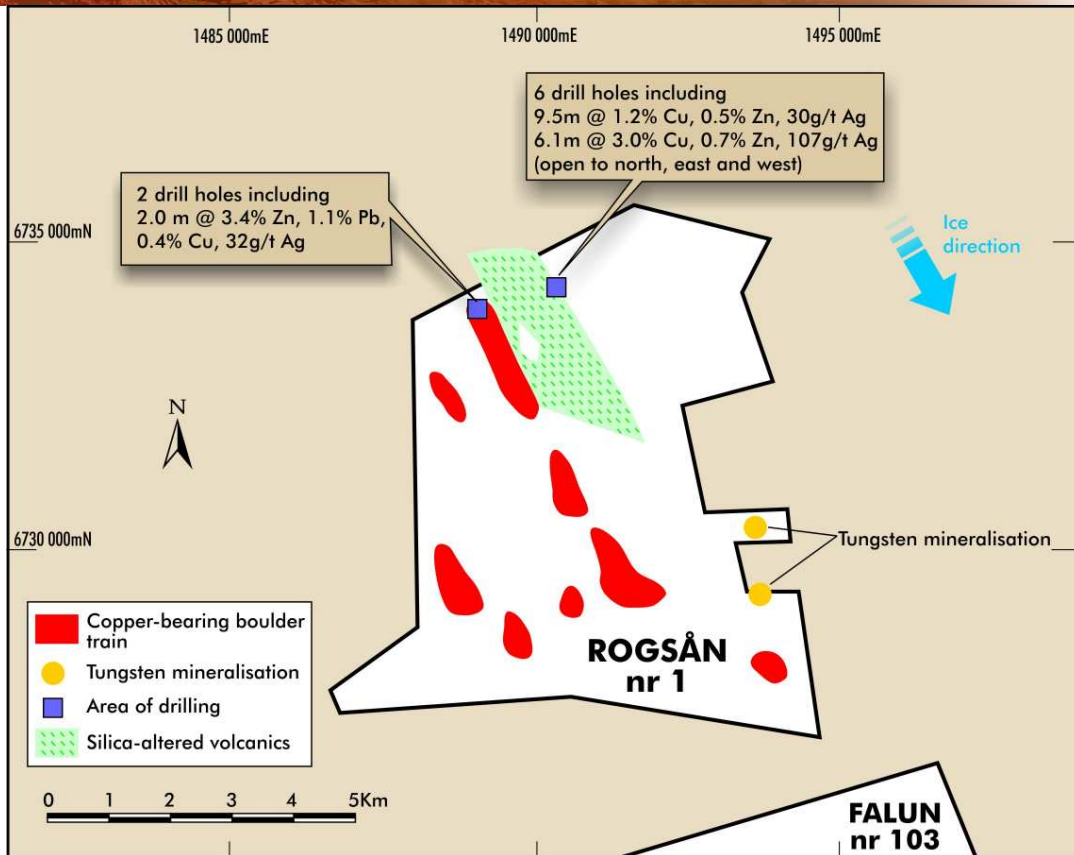 1485 000mE
1490 000mE
1495 000mE
6 drill holes including
9.5m @ 1.2% Cu, 0.5% Zn, 30g/t Ag
6.1m @ 3.0% Cu, 0.7% Zn, 107g/t Ag
(open to north, east and west)
2 drill holes including
2.0 m @ 3.4% Zn, 1.1% Pb,
0.4% Cu, 32g/t Ag
6735 000mN
Ice
direction
N
6730 000mN
Tungsten mineralisation
Copper-bearing boulder
train
Tungsten mineralisation
Area of drilling
Silica-altered volcanics
ROGSÅN
nr 1
0 1 2 3 4 5Km
FALUN
nr 103